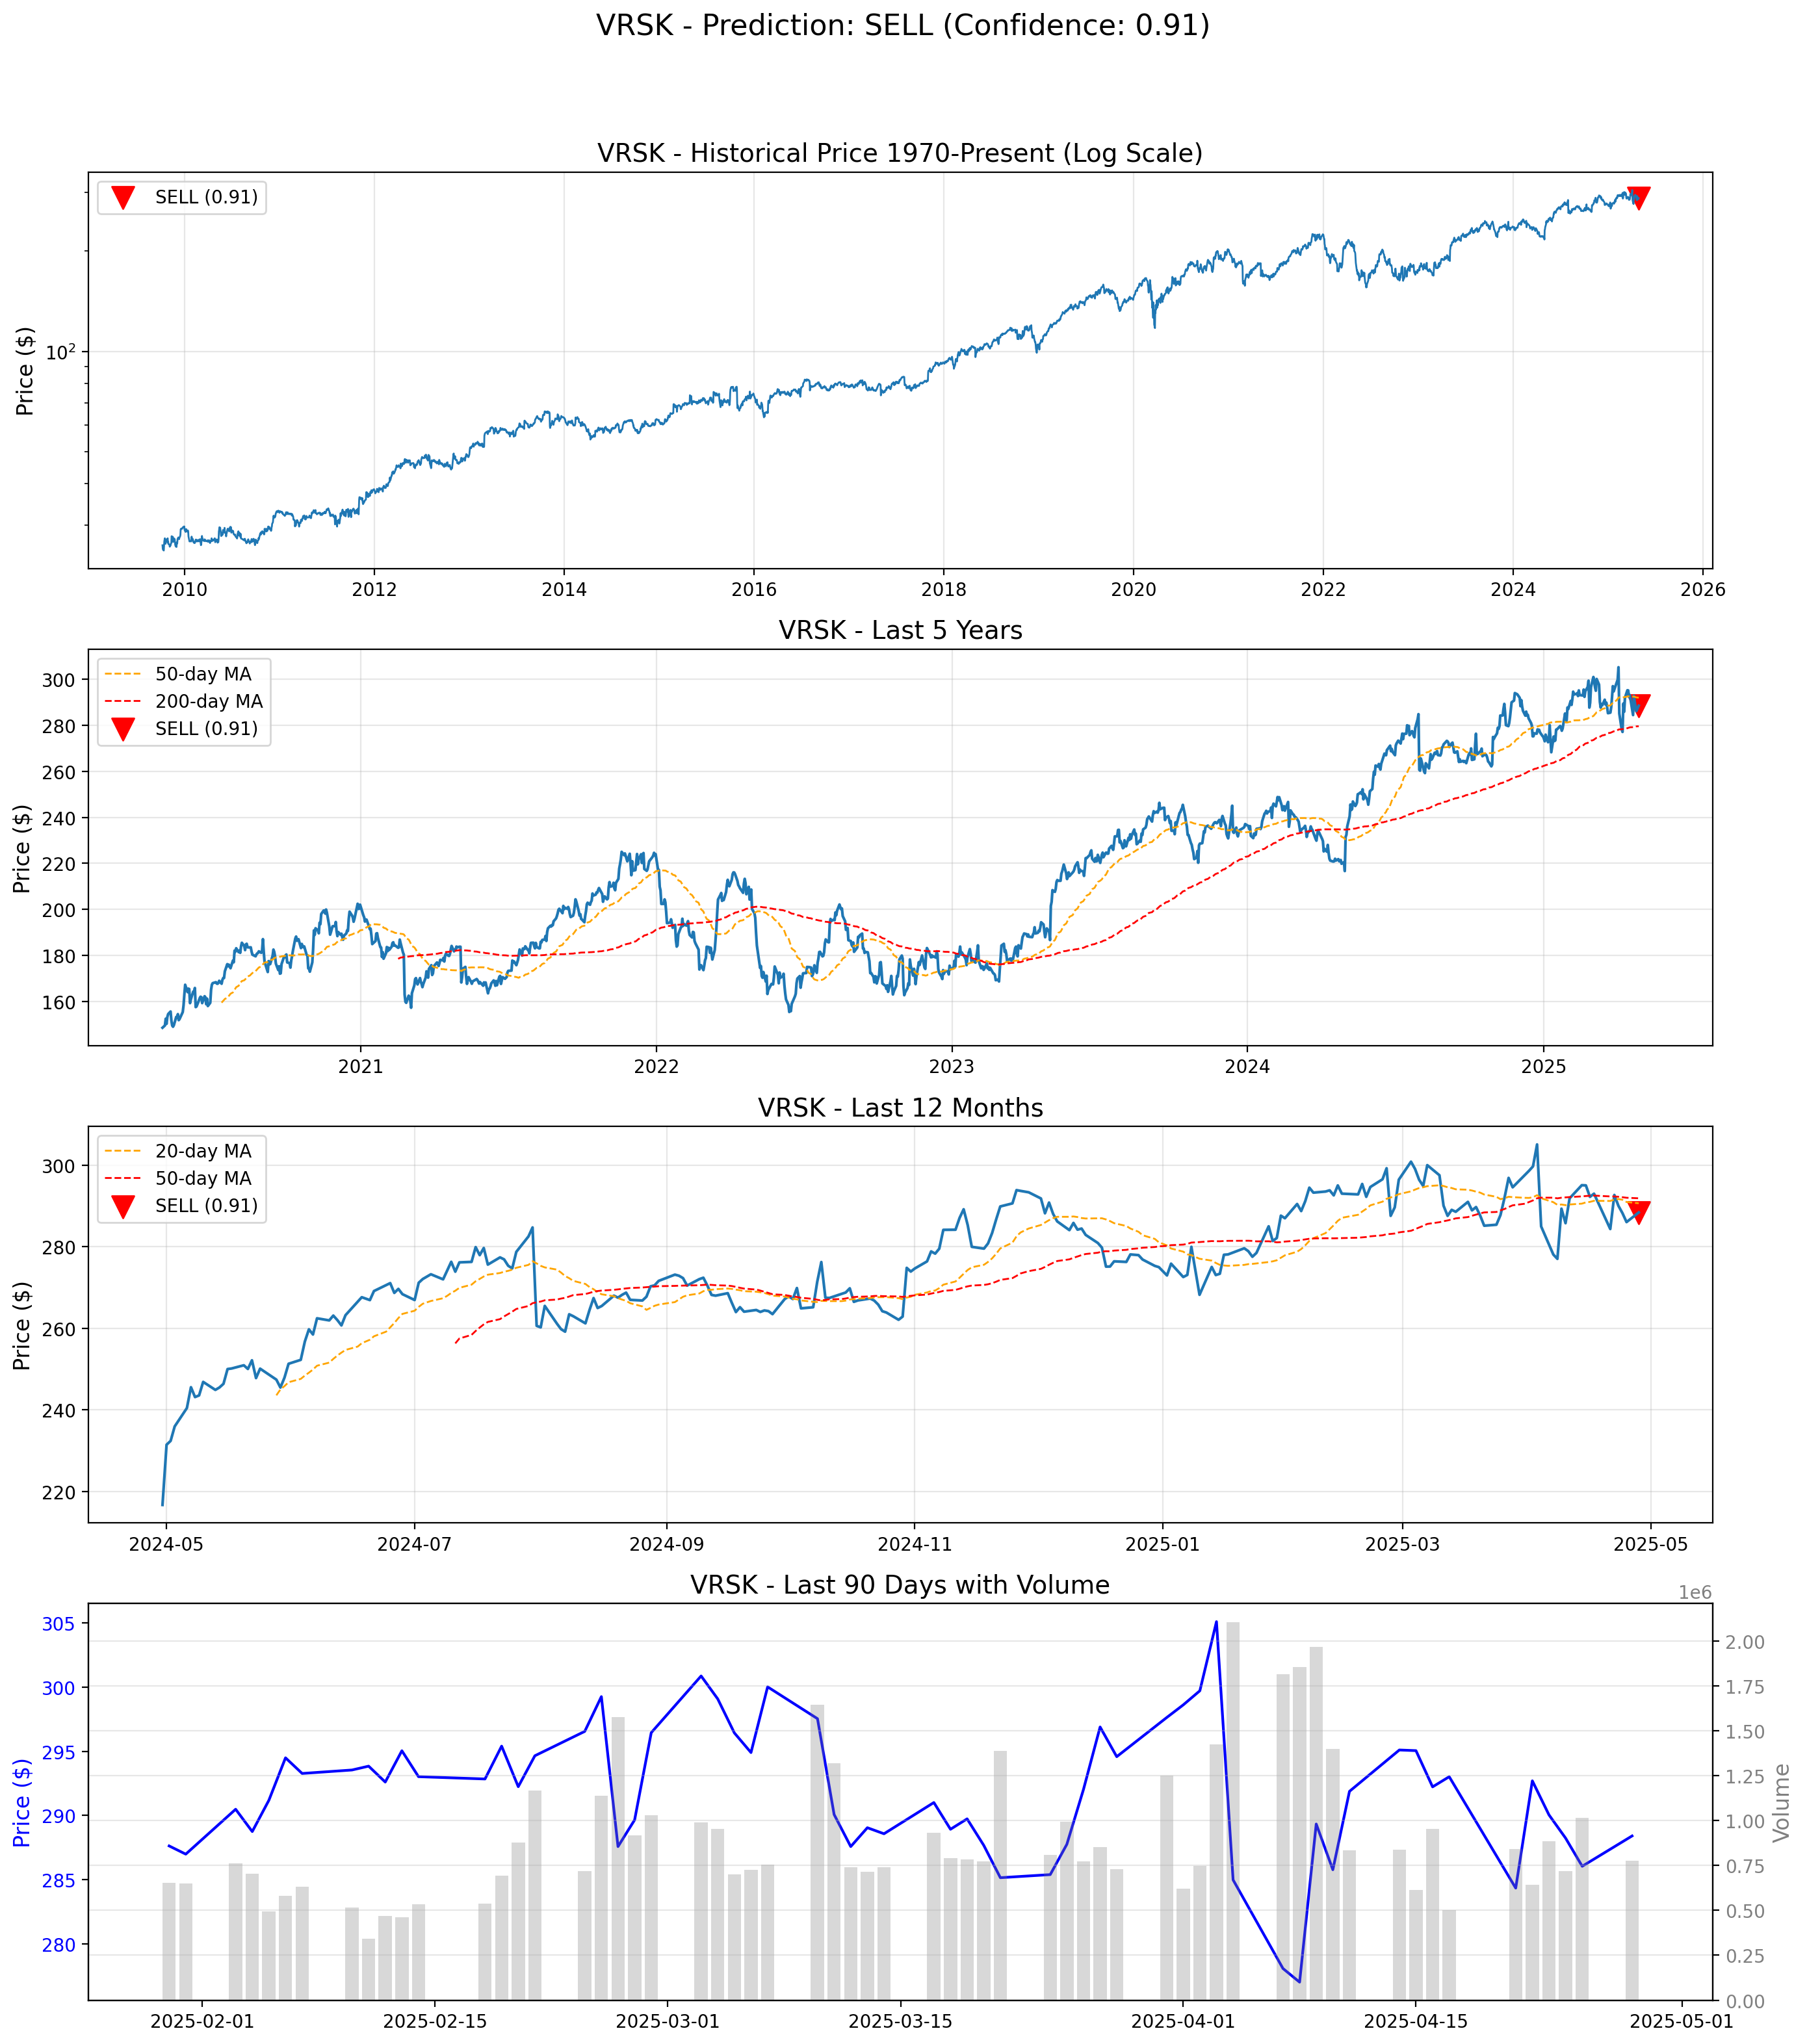 VRSK - Prediction: SELL (Confidence: 0.91)
VRSK - Historical Price 1970-Present (Log Scale)
SELL (0.91)
Price ($)
10²
2010 2012 2014 2016 2018 2020 2022 2024 2026
VRSK - Last 5 Years
50-day MA
200-day MA
SELL (0.91)
Price ($)
300
280
260
240
220
200
180
160
2021 2022 2023 2024 2025
VRSK - Last 12 Months
20-day MA
50-day MA
SELL (0.91)
Price ($)
300
280
260
240
220
2024-05 2024-07 2024-09 2024-11 2025-01 2025-03 2025-05
VRSK - Last 90 Days with Volume
1e6
Price ($)
305
300
295
290
285
280
2.00
1.75
1.50
1.25
1.00
0.75
0.50
0.25
0.00
Volume
2025-02-01 2025-02-15 2025-03-01 2025-03-15 2025-04-01 2025-04-15 2025-05-01